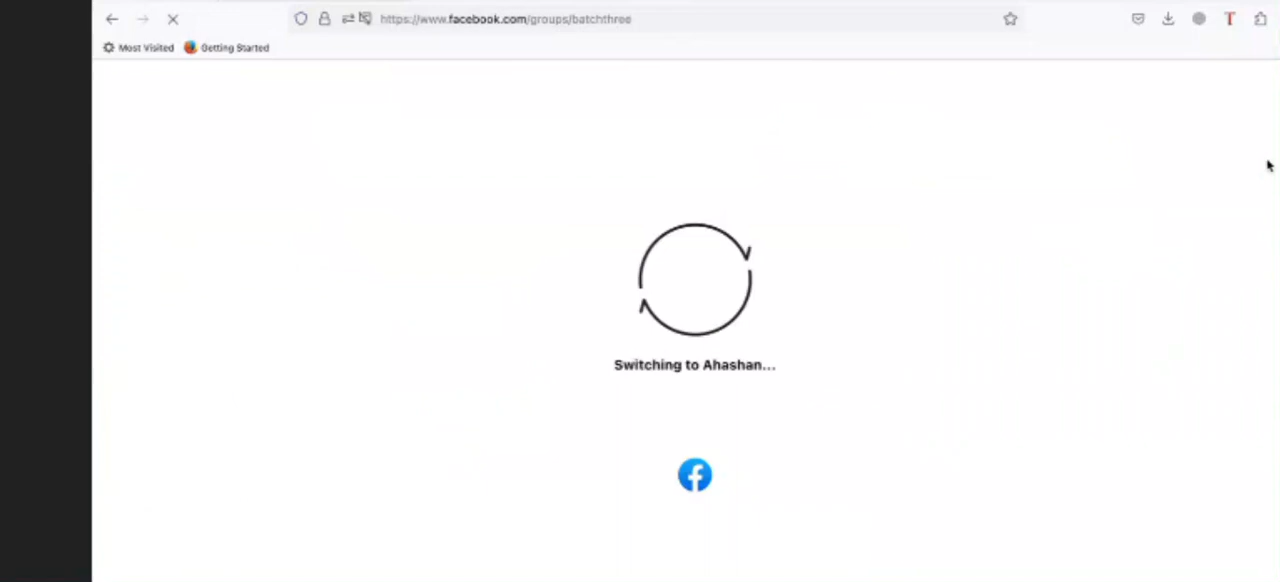 https://www.facebook.com/groups/batchthree
Most Visited Getting Started
Switching to Ahashan...